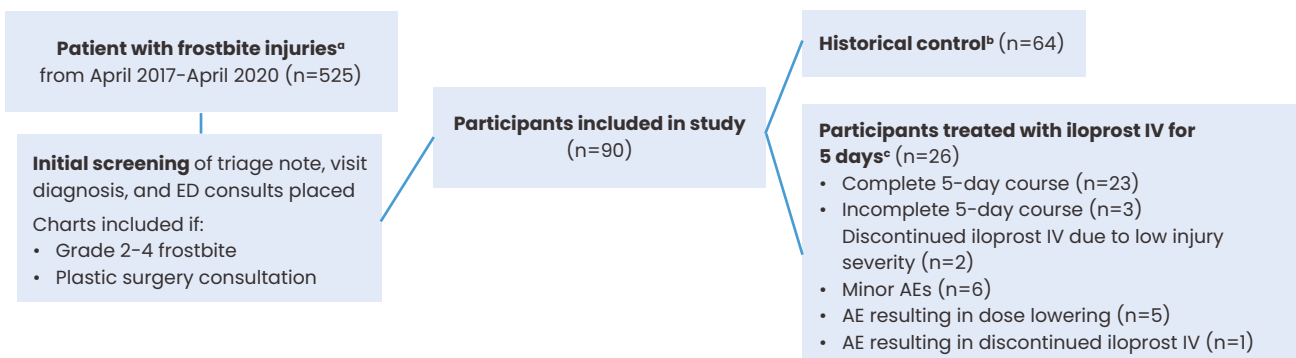 Patient with frostbite injuriesᵃ
from April 2017-April 2020 (n=525)
Initial screening of triage note, visit
diagnosis, and ED consults placed
Charts included if:
• Grade 2-4 frostbite
• Plastic surgery consultation
Participants included in study
(n=90)
Historical controlᵇ (n=64)
Participants treated with iloprost IV for
5 daysᶜ (n=26)
• Complete 5-day course (n=23)
• Incomplete 5-day course (n=3)
Discontinued iloprost IV due to low injury
severity (n=2)
• Minor AEs (n=6)
• AE resulting in dose lowering (n=5)
• AE resulting in discontinued iloprost IV (n=1)